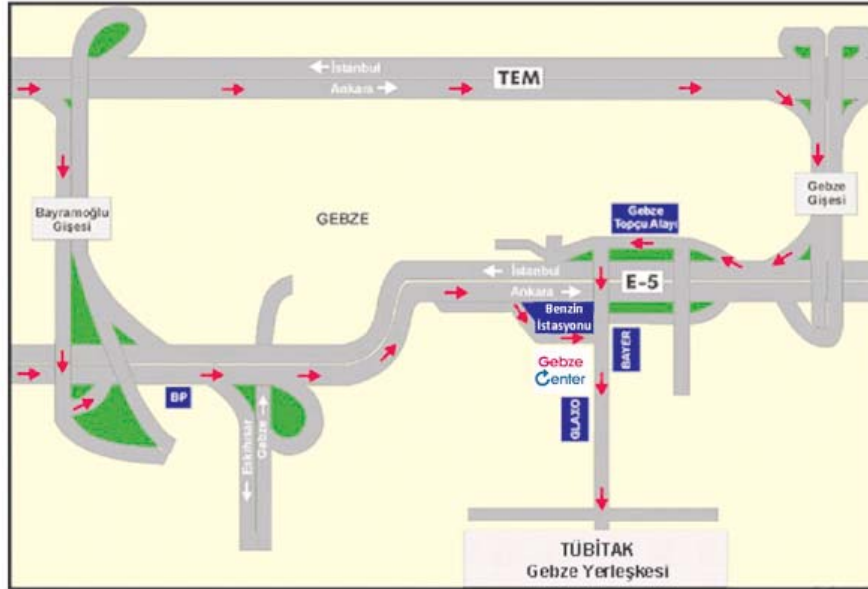 ← İstanbul
Ankara →
TEM
Bayramoğlu
Gişesi
GEBZE
Gebze
Topçu Alayı
Gebze
Gişesi
← İstanbul
Ankara →
E-5
Benzin
İstasyonu
BAYER
Gebze
Center
BP
GLAXO
← Eskihisar
Gebze →
TÜBİTAK
Gebze Yerleşkesi